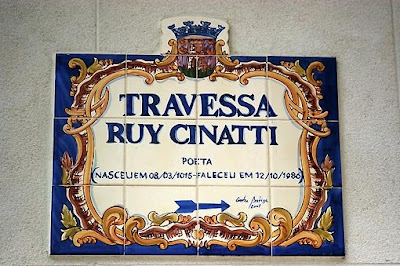 TRAVESSA
RUY CINATTI
POETA
(NASCEU EM 08/03/1915-FALECEU EM 12/10/1986)